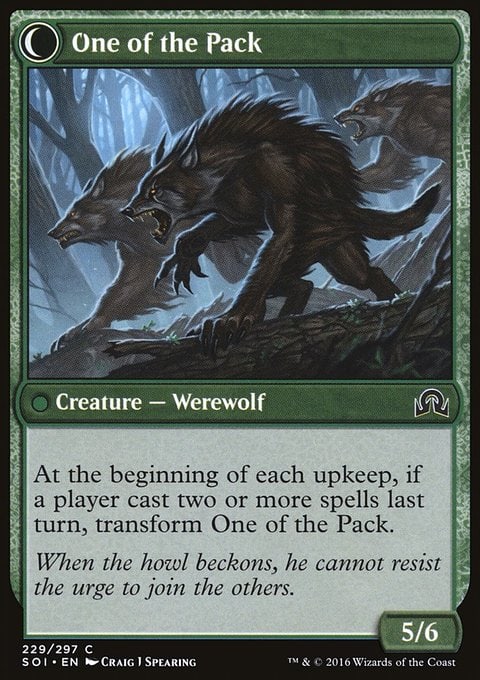 One of the Pack
Creature — Werewolf
At the beginning of each upkeep, if
a player cast two or more spells last
turn, transform One of the Pack.
When the howl beckons, he cannot resist
the urge to join the others.
5/6
229/297 C
SOI • EN Craig J Spearing
™ & © 2016 Wizards of the Coast